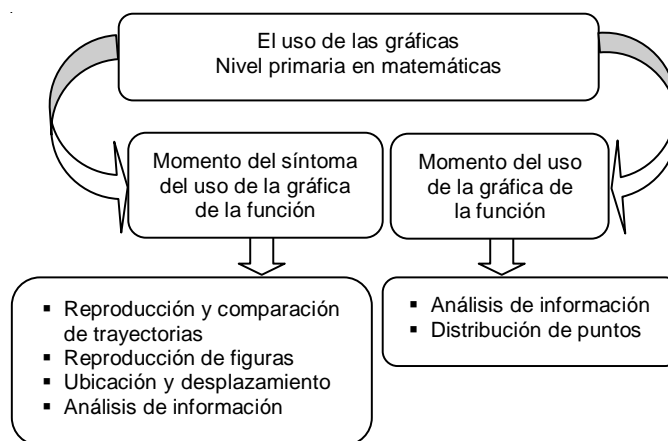 El uso de las gráficas
Nivel primaria en matemáticas
Momento del síntoma
del uso de la gráfica
de la función
Momento del uso
de la gráfica de
la función
▪ Reproducción y comparación
de trayectorias
▪ Reproducción de figuras
▪ Ubicación y desplazamiento
▪ Análisis de información
▪ Análisis de información
▪ Distribución de puntos